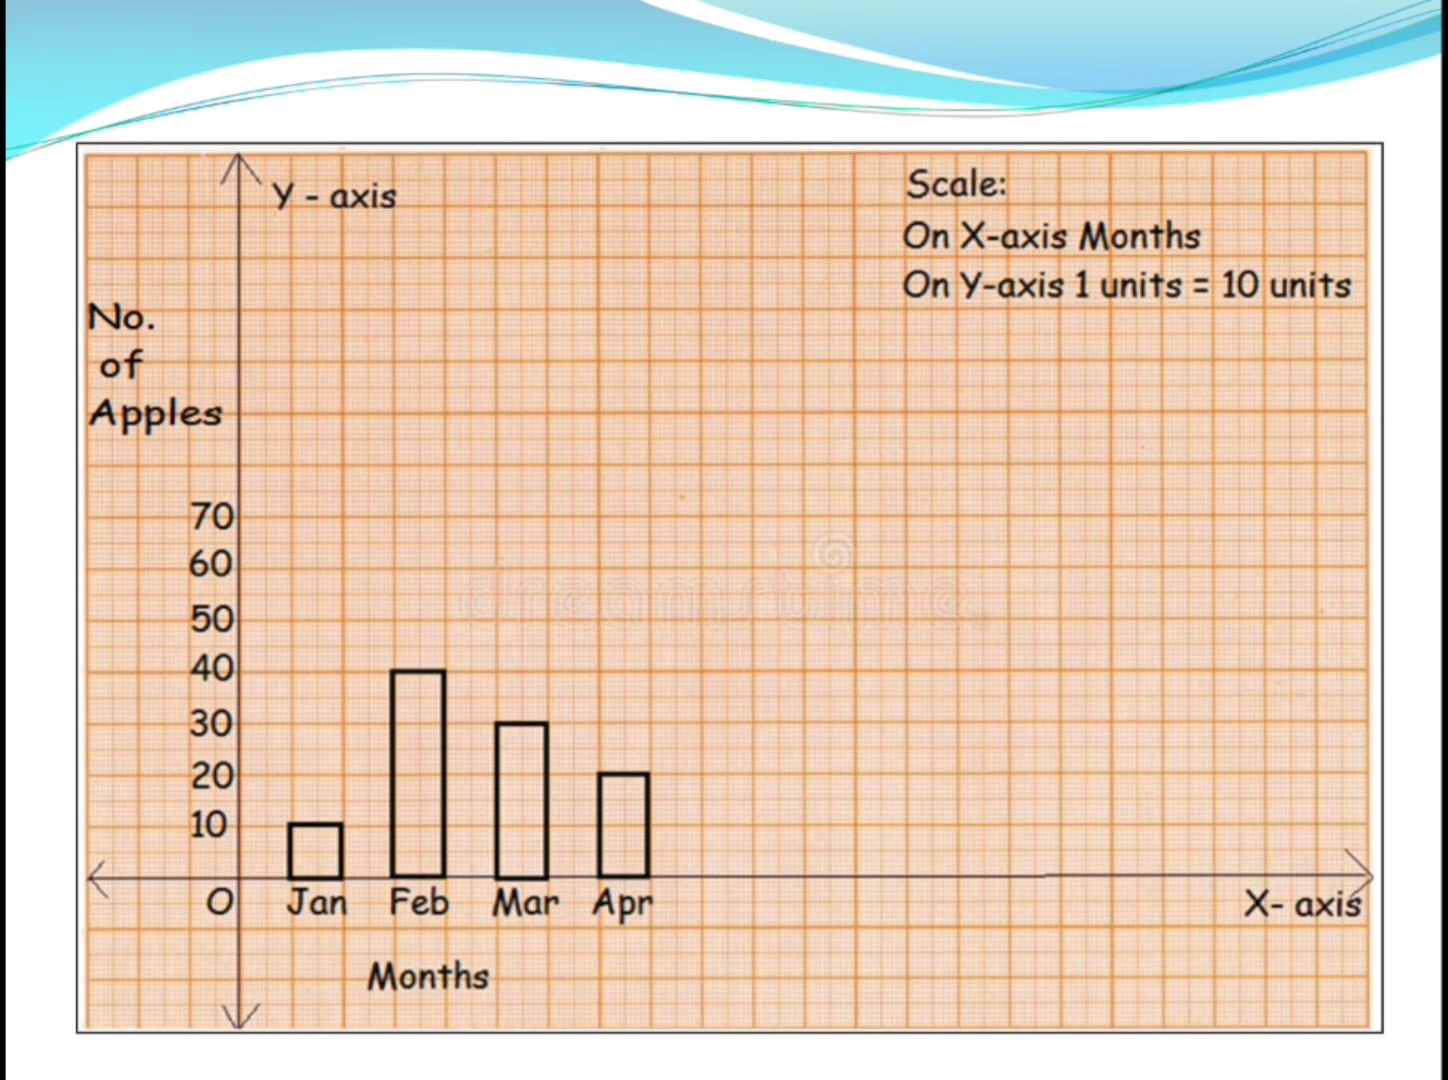 Y - axis
Scale:
On X-axis Months
On Y-axis 1 units = 10 units
No.
of
Apples
70
60
50
40
30
20
10
O
Jan Feb Mar Apr
X- axis
Months
dreamstime